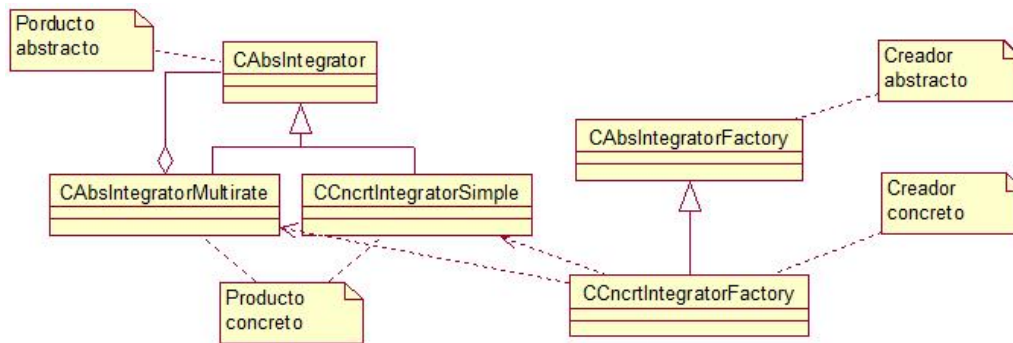 Porducto
abstracto
CAbsIntegrator
Creador
abstracto
CAbsIntegratorFactory
CAbsIntegratorMultirate
CCncrtIntegratorSimple
Creador
concreto
Producto
concreto
CCncrtIntegratorFactory